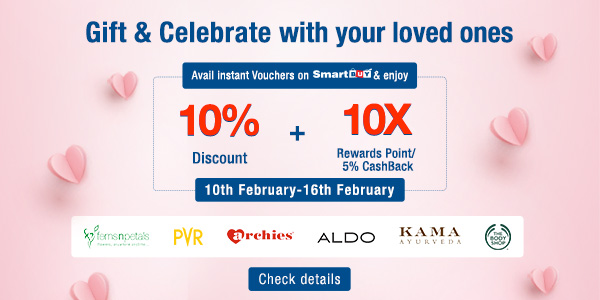 Gift & Celebrate with your loved ones
Avail instant Vouchers on SmartBUY & enjoy
10% + 10X
Discount
Rewards Point/
5% CashBack
10th February-16th February
fernsnpetals
PVR
archies
ALDO
KAMA
AYURVEDA
THE
BODY
SHOP
Check details